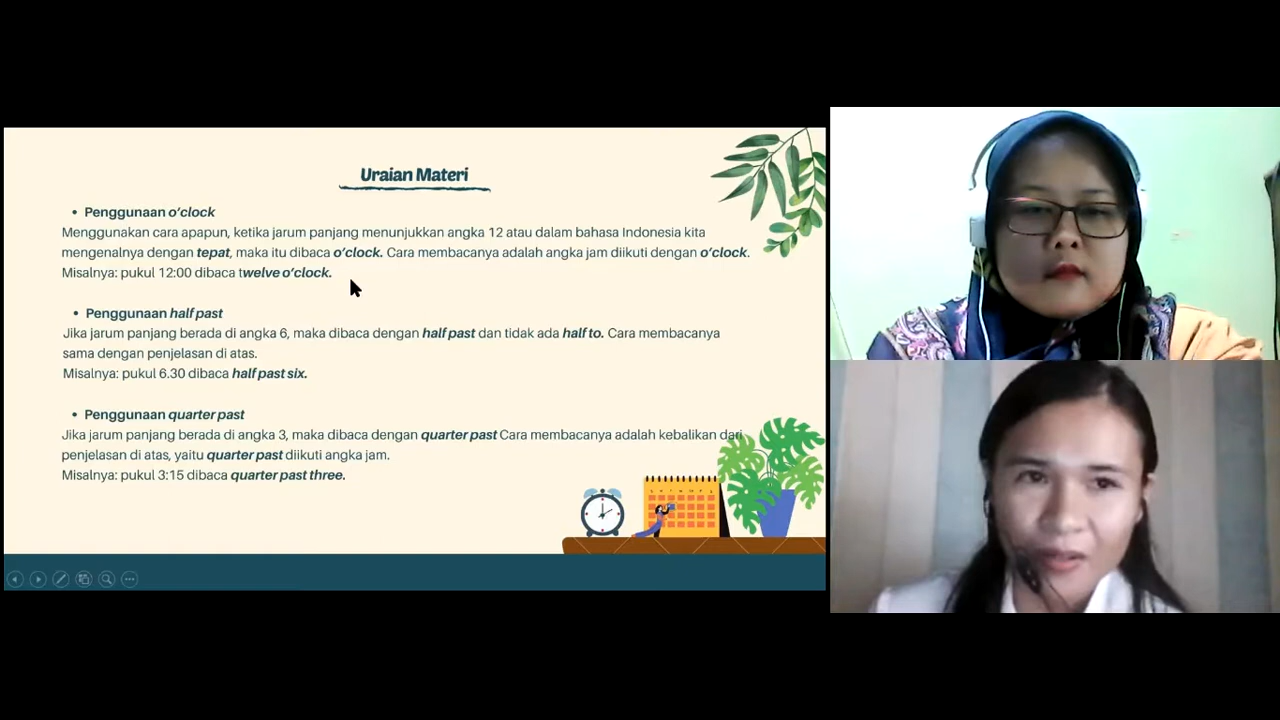 Uraian Materi
• Penggunaan o'clock
Menggunakan cara apapun, ketika jarum panjang menunjukkan angka 12 atau dalam bahasa Indonesia kita
mengenalnya dengan tepat, maka itu dibaca o'clock. Cara membacanya adalah angka jam diikuti dengan o'clock.
Misalnya: pukul 12:00 dibaca twelve o'clock.
• Penggunaan half past
Jika jarum panjang berada di angka 6, maka dibaca dengan half past dan tidak ada half to. Cara membacanya
sama dengan penjelasan di atas.
Misalnya: pukul 6.30 dibaca half past six.
• Penggunaan quarter past
Jika jarum panjang berada di angka 3, maka dibaca dengan quarter past Cara membacanya adalah kebalikan dari
penjelasan di atas, yaitu quarter past diikuti angka jam.
Misalnya: pukul 3:15 dibaca quarter past three.